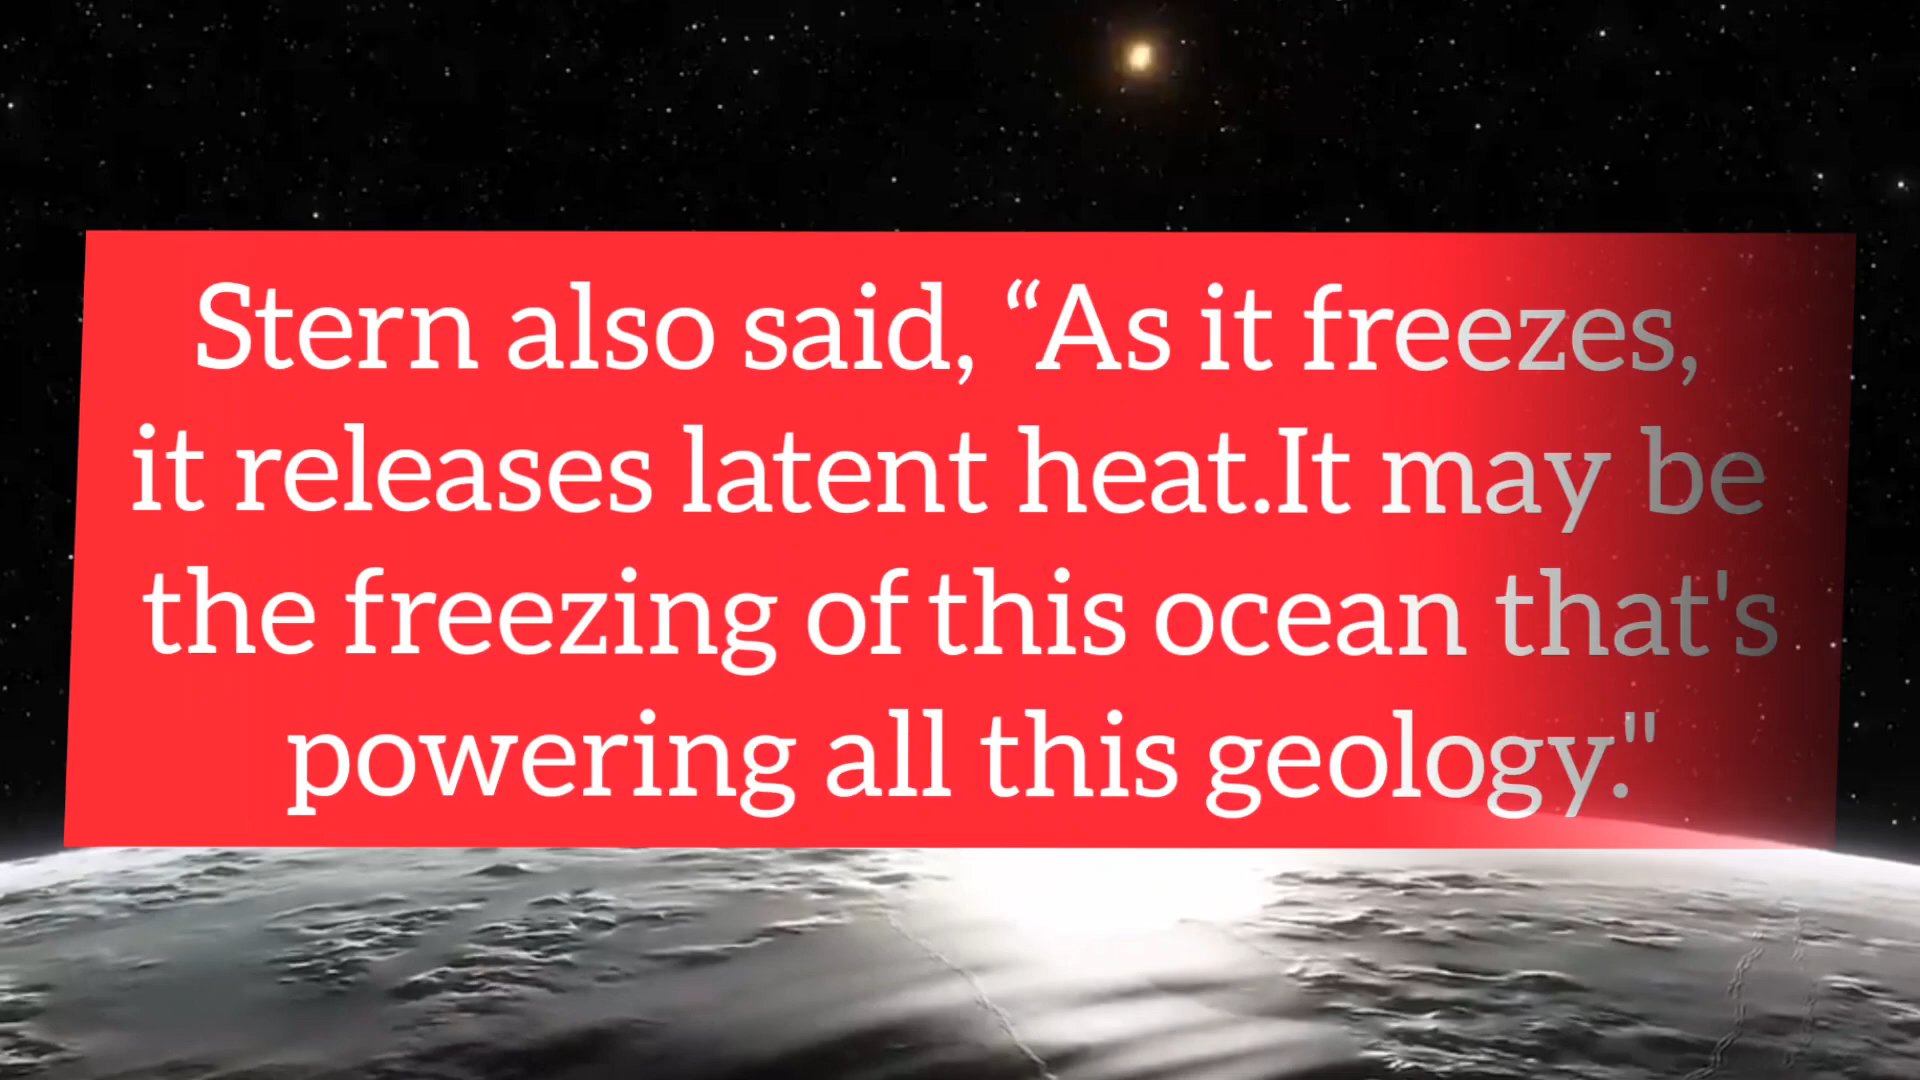 Stern also said, “As it freezes,
it releases latent heat.It may be
the freezing of this ocean that's
powering all this geology."